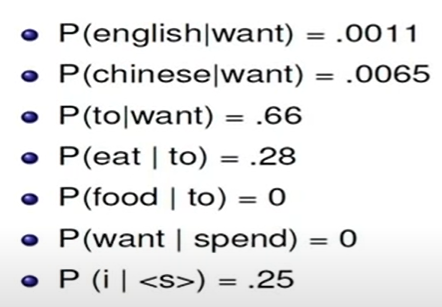 P(english|want) = .0011
P(chinese|want) = .0065
P(to|want) = .66
P(eat | to) = .28
P(food | to) = 0
P(want | spend) = 0
P (i | <s>) = .25